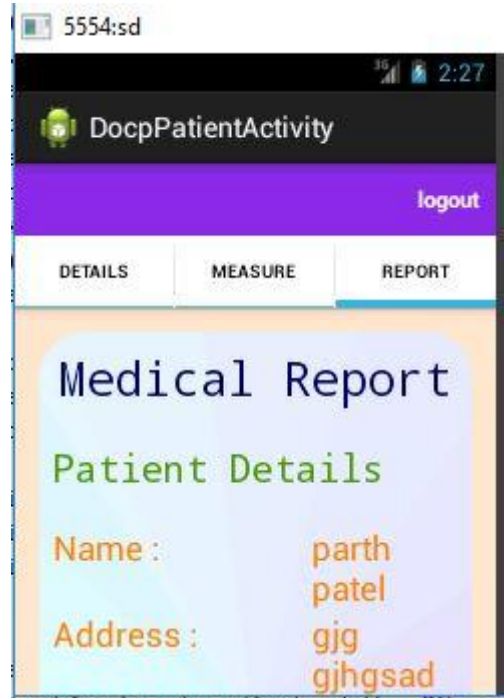 5554:sd
3G 2:27
DocpPatientActivity
logout
DETAILS MEASURE REPORT
Medical Report
Patient Details
Name : parth
patel
Address : gjg
gjhgsad